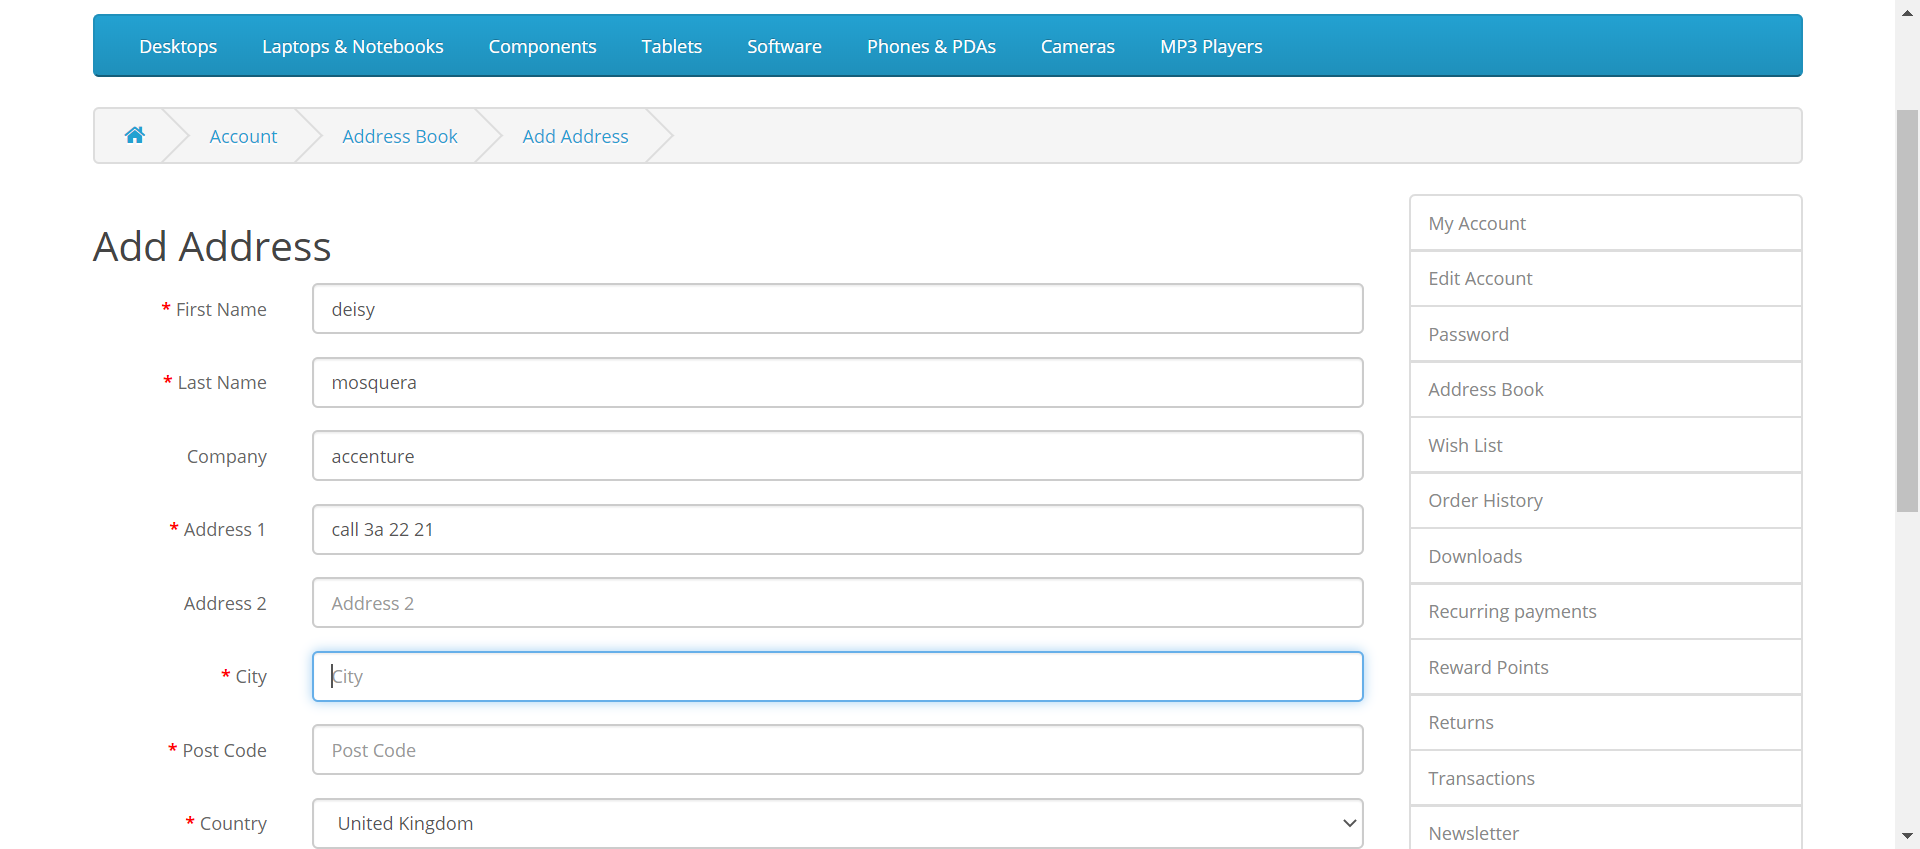 Desktops Laptops & Notebooks Components Tablets Software Phones & PDAs Cameras MP3 Players
Account Address Book Add Address
Add Address
* First Name deisy
* Last Name mosquera
Company accenture
* Address 1 call 3a 22 21
Address 2 Address 2
* City City
* Post Code Post Code
* Country United Kingdom
My Account
Edit Account
Password
Address Book
Wish List
Order History
Downloads
Recurring payments
Reward Points
Returns
Transactions
Newsletter